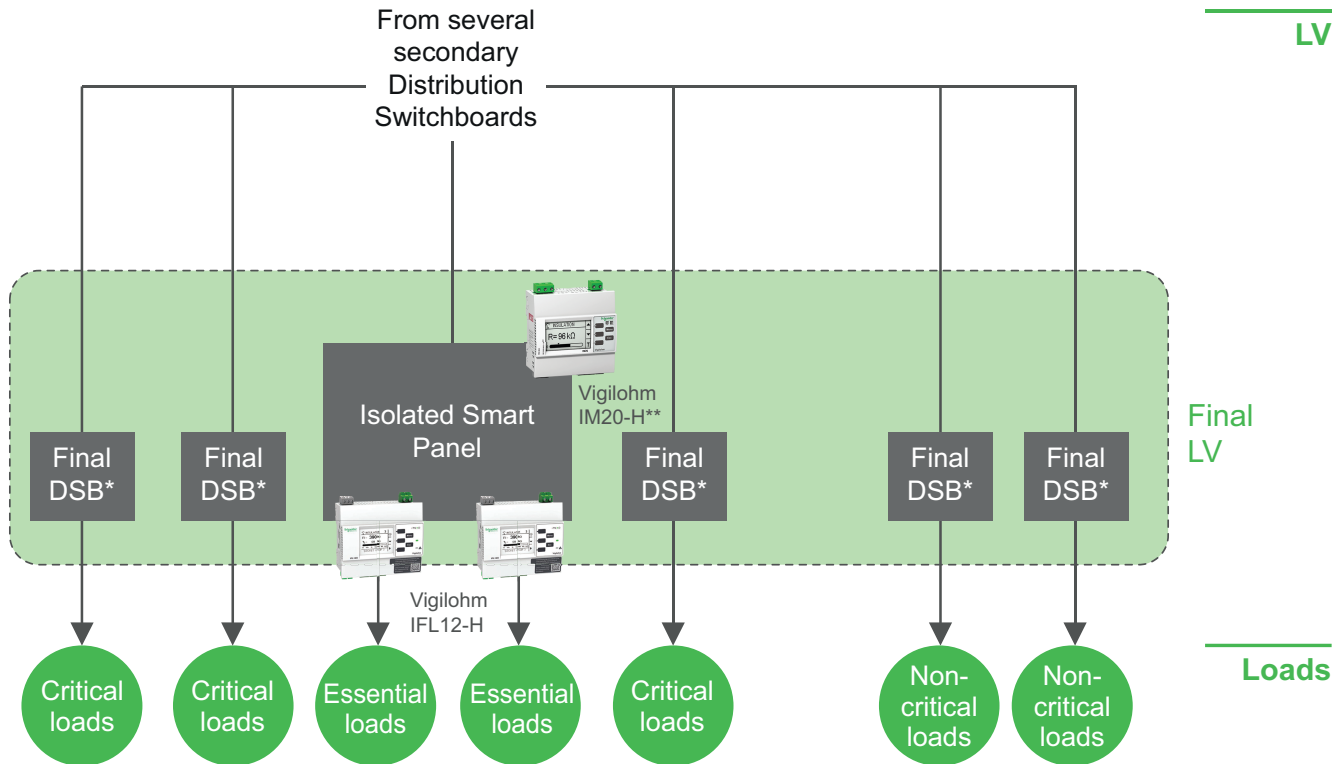 From several
secondary
Distribution
Switchboards
LV
INSULATION
R= 96 kΩ
Vigilohm
IM20-H**
Isolated Smart
Panel
Final
DSB*
Final
DSB*
Final
DSB*
Final
DSB*
Final
DSB*
Final
LV
Vigilohm
IFL12-H
Loads
Critical
loads
Critical
loads
Essential
loads
Essential
loads
Critical
loads
Non-
critical
loads
Non-
critical
loads